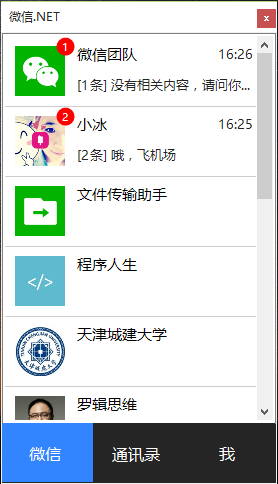 微信.NET
x
1
微信团队 16:26
[1条] 没有相关内容，请问你...
2
小冰 16:25
[2条] 哦，飞机场
文件传输助手
</>
程序人生
天津城建大学
罗辑思维
微信 通讯录 我